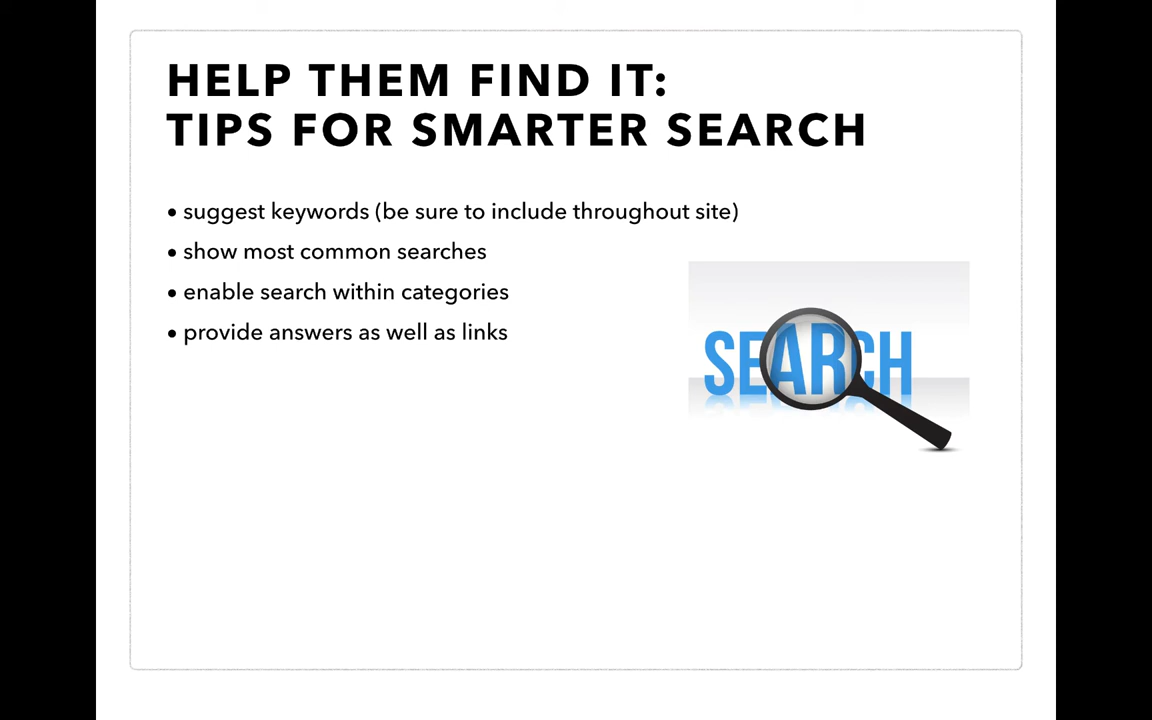 HELP THEM FIND IT:
TIPS FOR SMARTER SEARCH
• suggest keywords (be sure to include throughout site)
• show most common searches
• enable search within categories
• provide answers as well as links
SEARCH